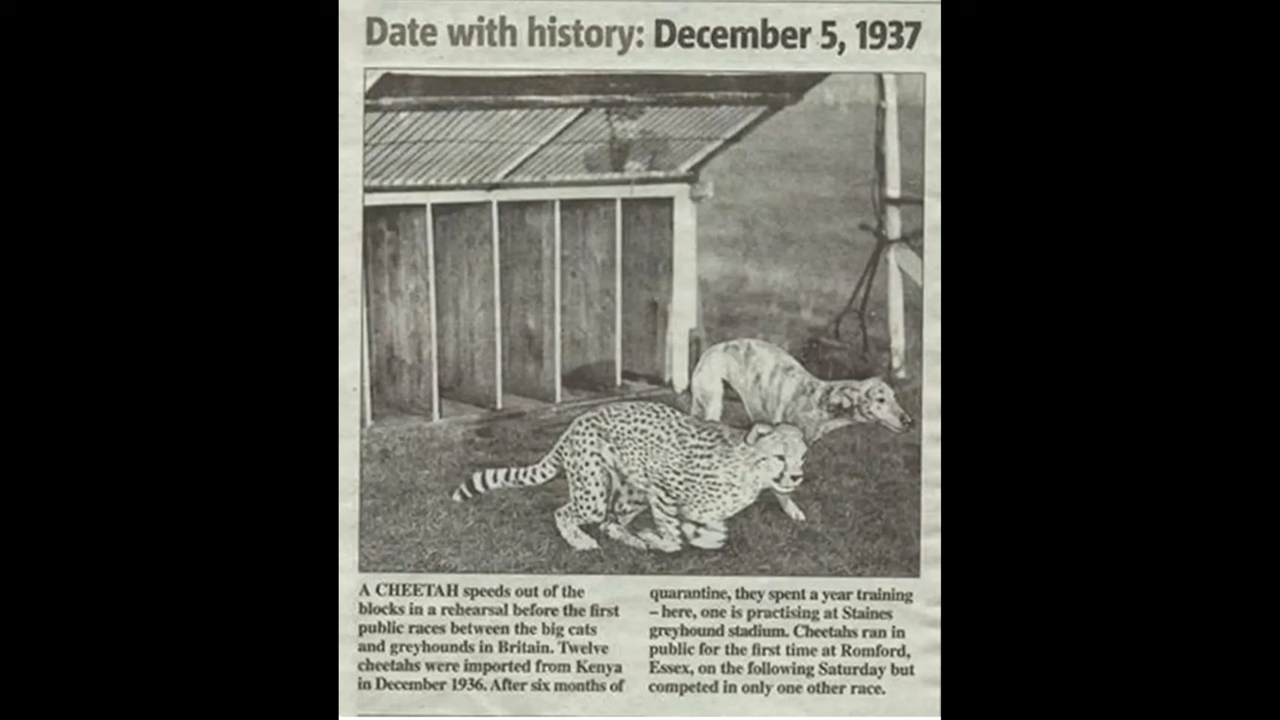 Date with history: December 5, 1937
A CHEETAH speeds out of the
blocks in a rehearsal before the first
public races between the big cats
and greyhounds in Britain. Twelve
cheetahs were imported from Kenya
in December 1936. After six months of
quarantine, they spent a year training
– here, one is practising at Staines
greyhound stadium. Cheetahs ran in
public for the first time at Romford,
Essex, on the following Saturday but
competed in only one other race.